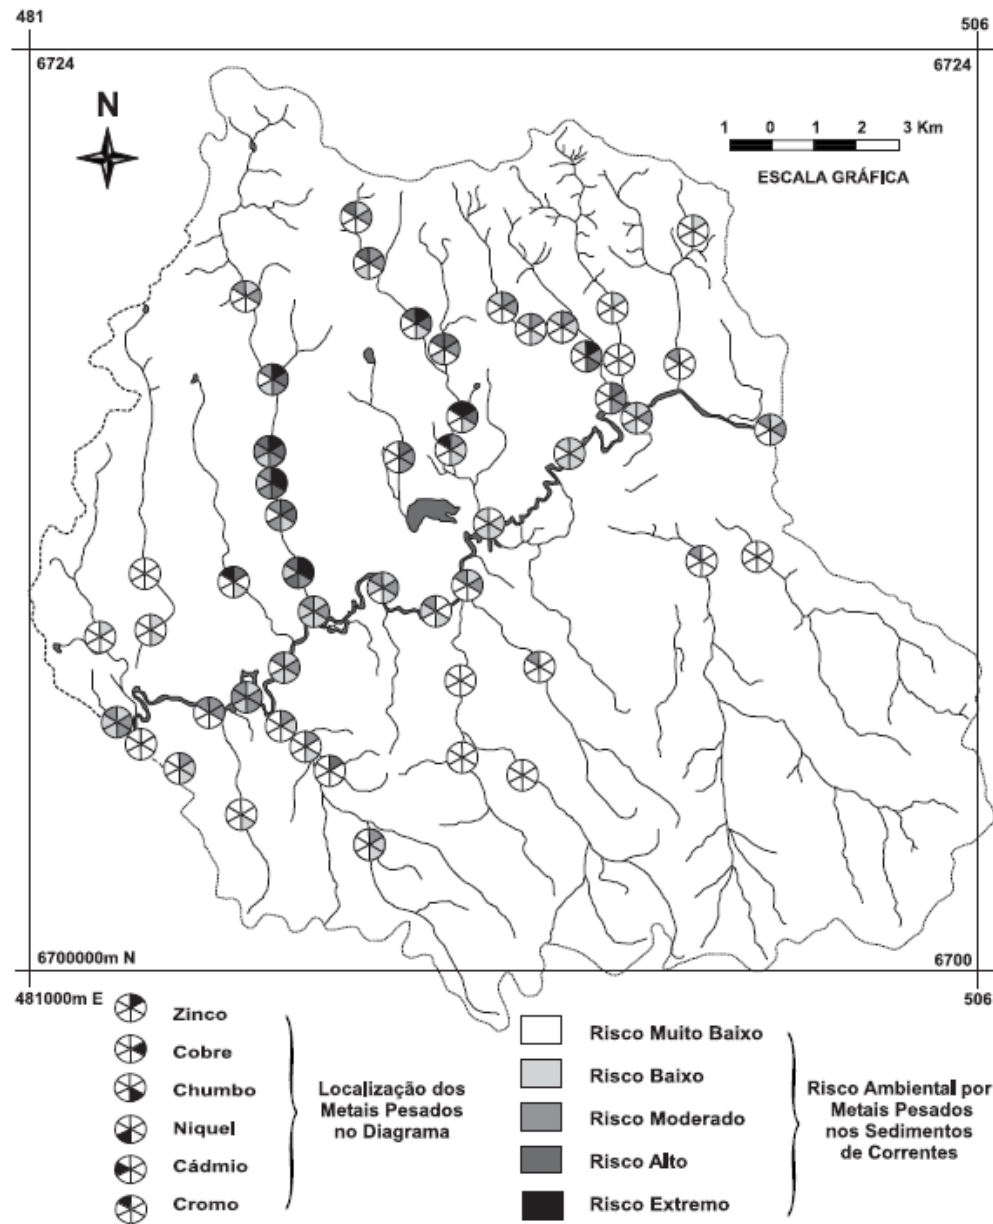 481
506
6724
6724
N
1 0 1 2 3 Km
ESCALA GRÁFICA
6700000m N
6700
481000m E
506
Zinco
Cobre
Chumbo
Niquel
Cádmio
Cromo
Localização dos
Metais Pesados
no Diagrama
Risco Muito Baixo
Risco Baixo
Risco Moderado
Risco Alto
Risco Extremo
Risco Ambiental por
Metais Pesados
nos Sedimentos
de Correntes